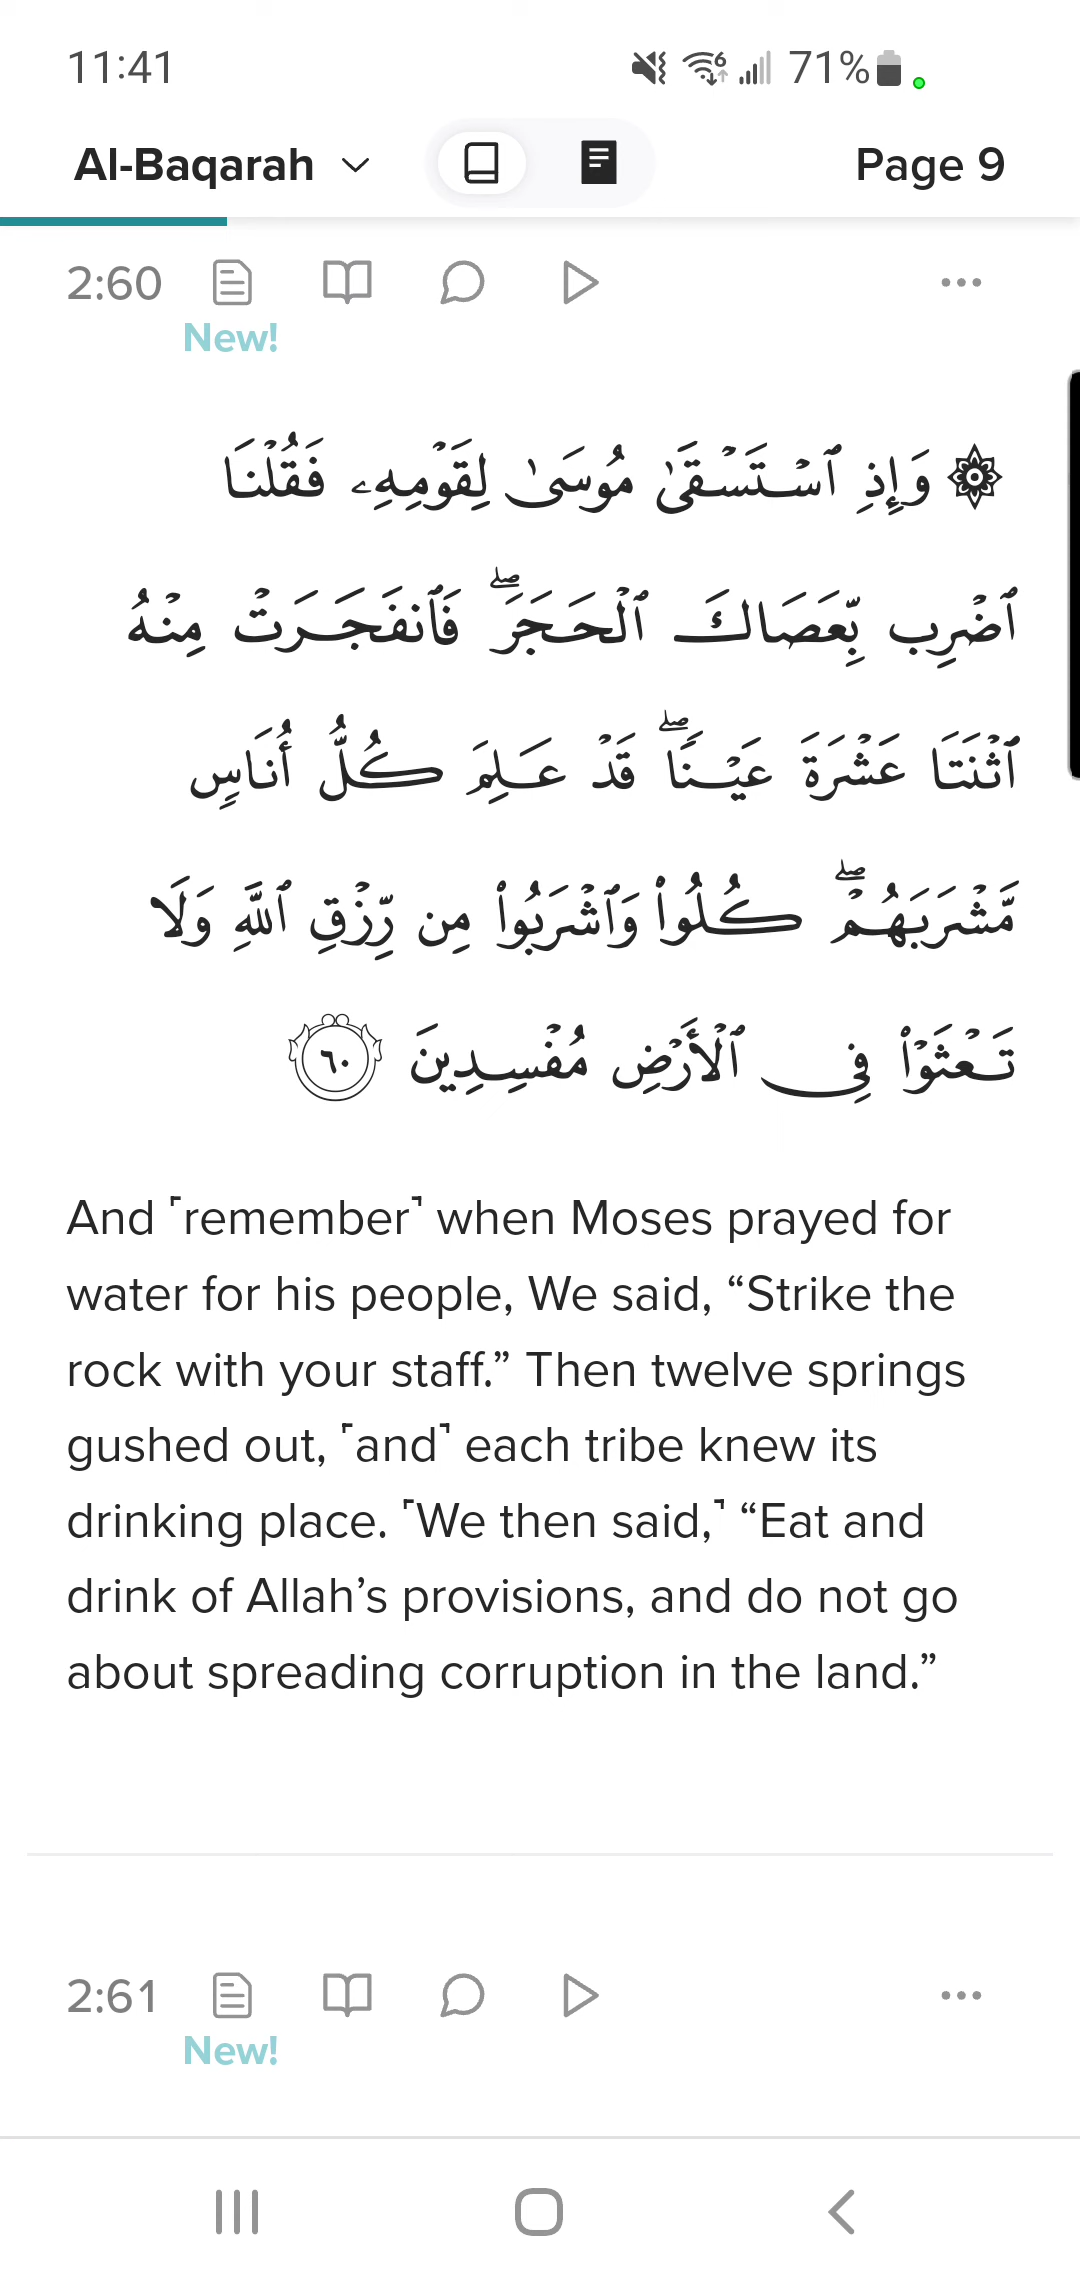 11:41 6 71%
Al-Baqarah Page 9
2:60
New!
۞ وَإِذِ ٱسۡتَسۡقَىٰ مُوسَىٰ لِقَوۡمِهِۦ فَقُلۡنَا
ٱضۡرِب بِّعَصَاكَ ٱلۡحَجَرَۖ فَٱنفَجَرَتۡ مِنۡهُ
ٱثۡنَتَا عَشۡرَةَ عَيۡنٗاۖ قَدۡ عَلِمَ كُلُّ أُنَاسٖ
مَّشۡرَبَهُمۡۖ كُلُواْ وَٱشۡرَبُواْ مِن رِّزۡقِ ٱللَّهِ وَلَا
تَعۡثَوۡاْ فِي ٱلۡأَرۡضِ مُفۡسِدِينَ ٦٠
And ˹remember˺ when Moses prayed for
water for his people, We said, “Strike the
rock with your staff.” Then twelve springs
gushed out, ˹and˺ each tribe knew its
drinking place. ˹We then said,˺ “Eat and
drink of Allah’s provisions, and do not go
about spreading corruption in the land.”
2:61
New!